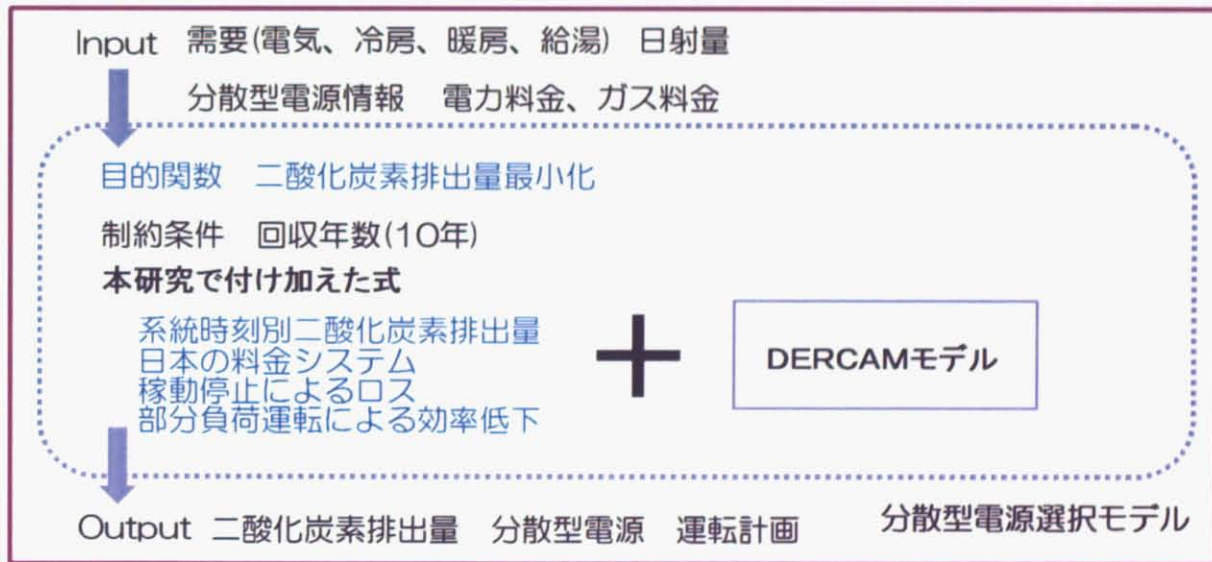 Input 需要(電気、冷房、暖房、給湯) 日射量
分散型電源情報 電力料金、ガス料金
目的関数 二酸化炭素排出量最小化
制約条件 回収年数(10年)
本研究で付け加えた式
系統時刻別二酸化炭素排出量
日本の料金システム
稼動停止によるロス
部分負荷運転による効率低下
DERCAMモデル
Output 二酸化炭素排出量 分散型電源 運転計画
分散型電源選択モデル